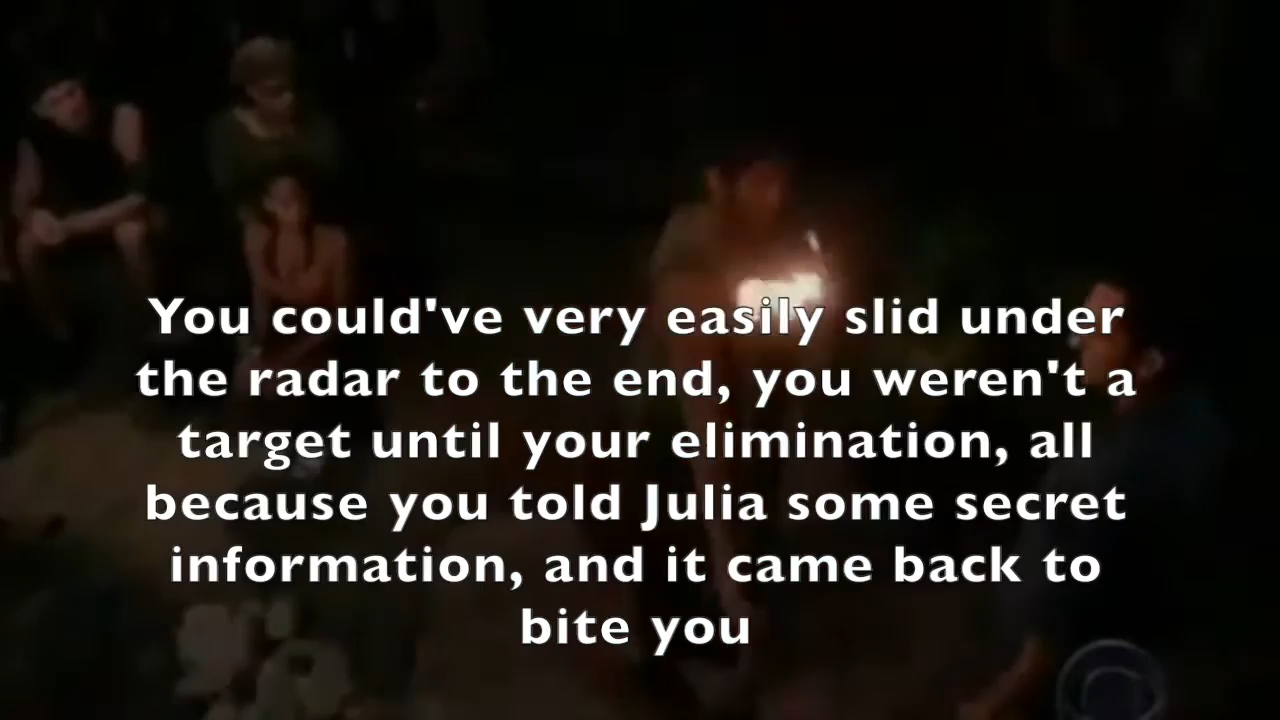 You could've very easily slid under
the radar to the end, you weren't a
target until your elimination, all
because you told Julia some secret
information, and it came back to
bite you